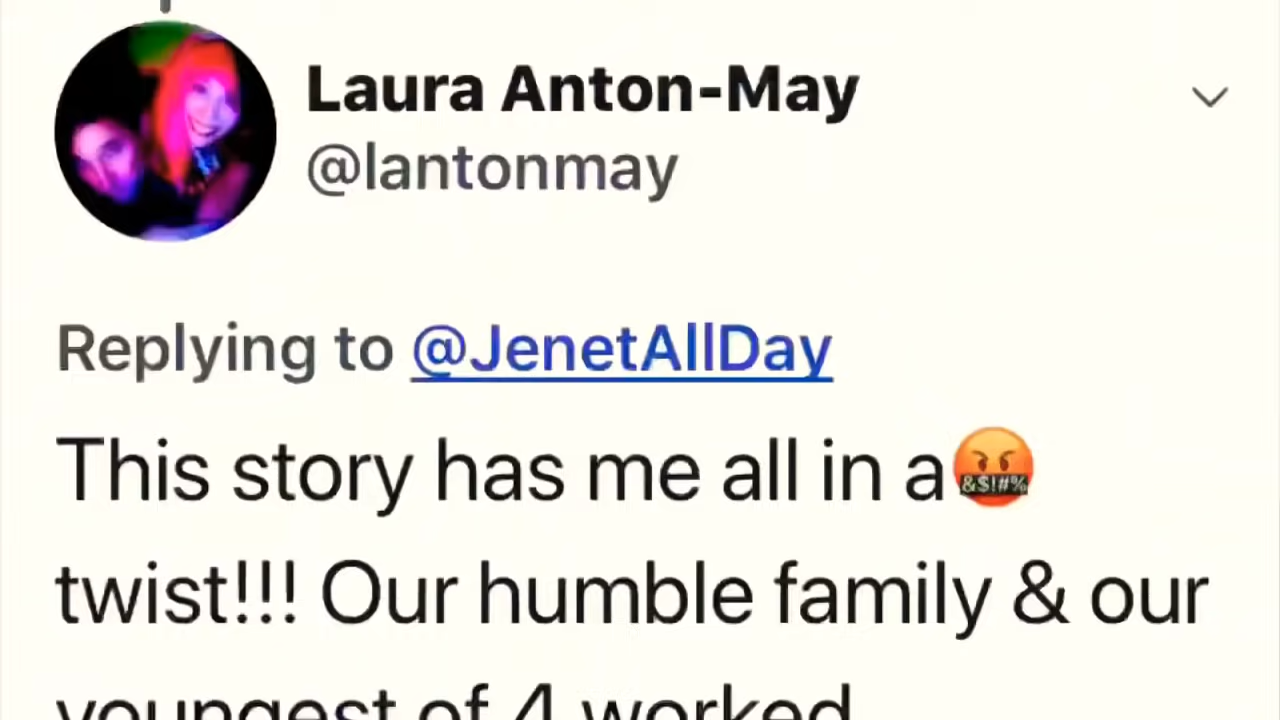 Laura Anton-May
@lantonmay
Replying to @JenetAllDay
This story has me all in a🤬
twist!!! Our humble family & our
youngest of 4 worked